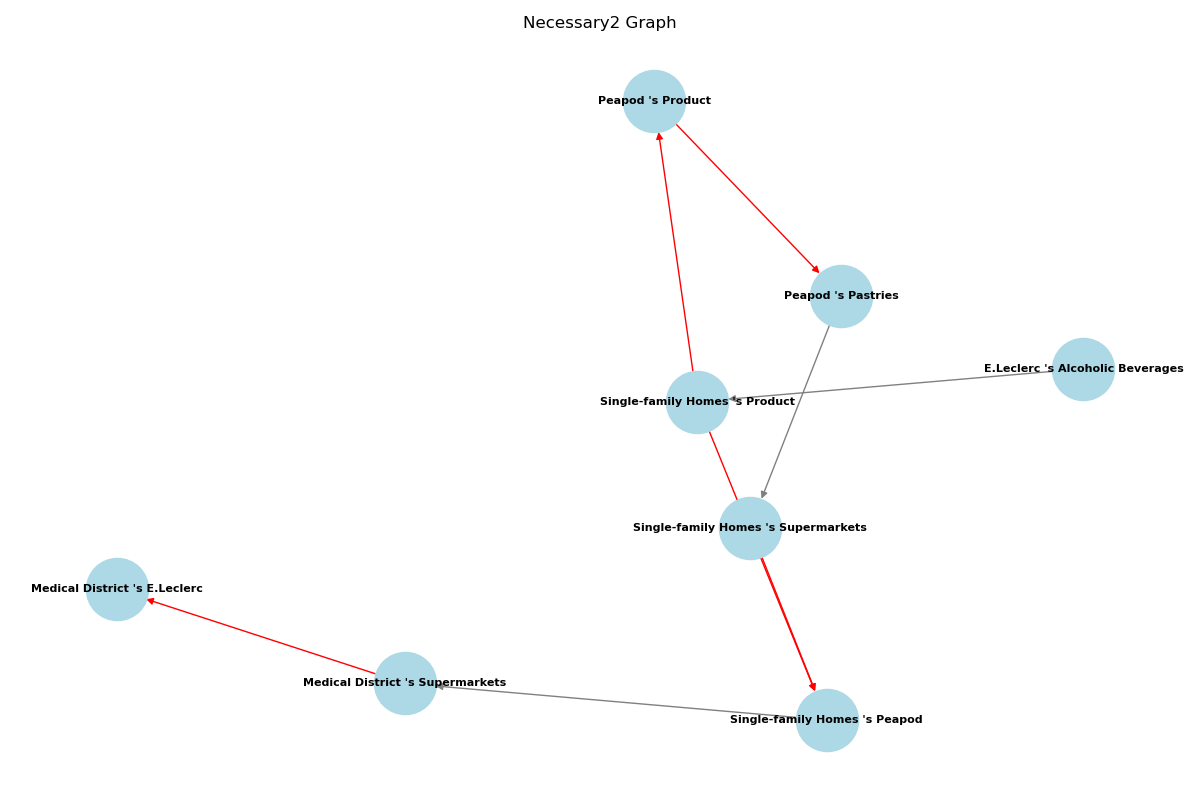 Necessary2 Graph
Peapod 's Product
Peapod 's Pastries
E.Leclerc 's Alcoholic Beverages
Single-family Homes 's Product
Single-family Homes 's Supermarkets
Medical District 's E.Leclerc
Medical District 's Supermarkets
Single-family Homes 's Peapod